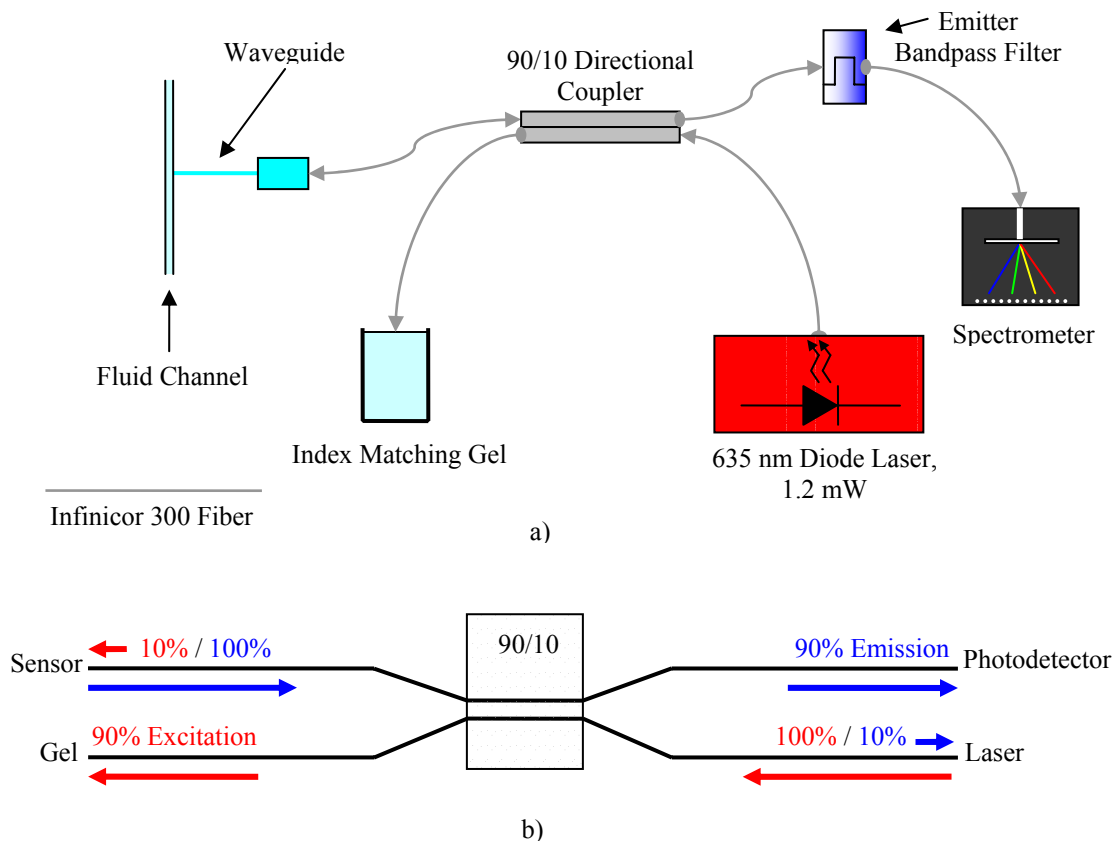 a)
Emitter
Bandpass Filter
Waveguide
90/10 Directional
Coupler
Spectrometer
Fluid Channel
Index Matching Gel
635 nm Diode Laser,
1.2 mW
Infinicor 300 Fiber
a)
90/10
10% / 100%
90% Emission
Sensor
Photodetector
90% Excitation
100% / 10%
Gel
Laser
b)